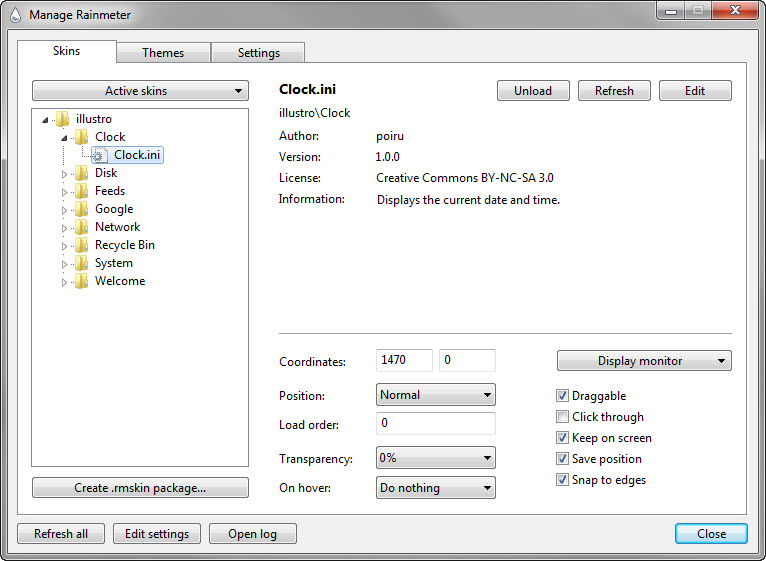 Manage Rainmeter
Skins Themes Settings
Active skins
illustro
Clock
Clock.ini
Disk
Feeds
Google
Network
Recycle Bin
System
Welcome
Create .rmskin package...
Clock.ini
Unload Refresh Edit
illustro\Clock
Author: poiru
Version: 1.0.0
License: Creative Commons BY-NC-SA 3.0
Information: Displays the current date and time.
Coordinates: 1470 0
Position: Normal
Load order: 0
Transparency: 0%
On hover: Do nothing
Display monitor
Draggable
Click through
Keep on screen
Save position
Snap to edges
Refresh all Edit settings Open log Close